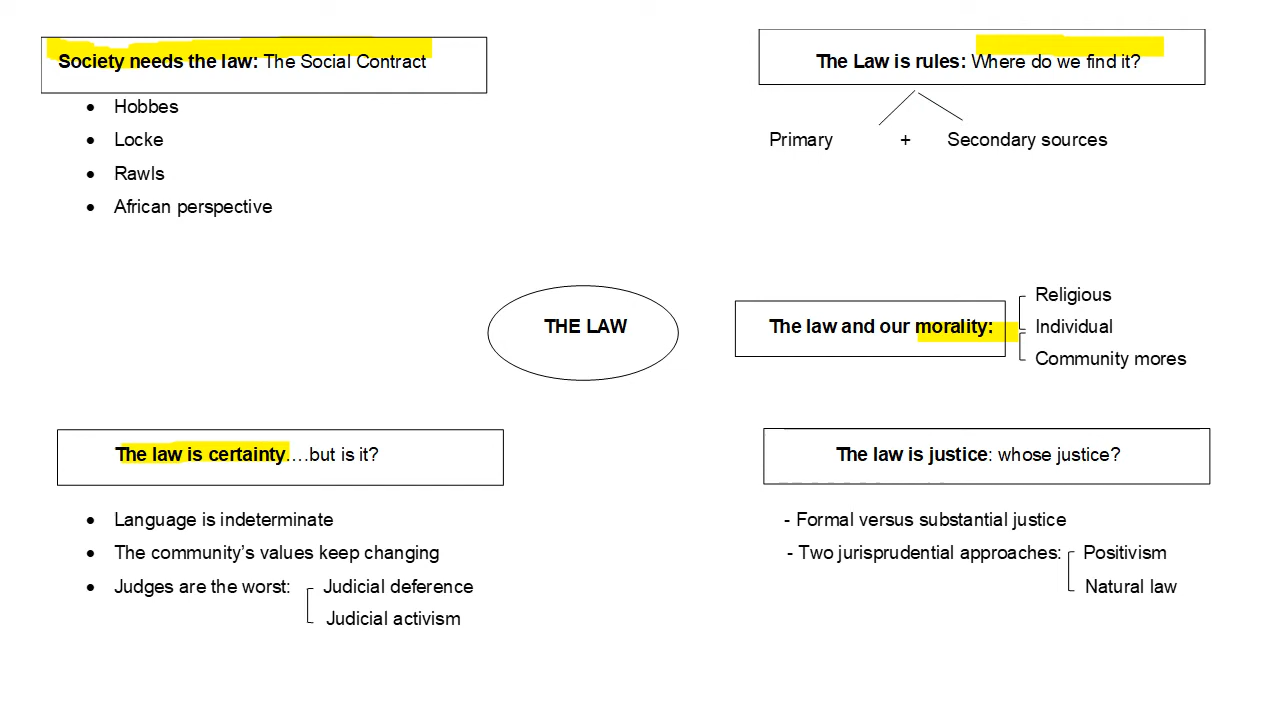 Society needs the law: The Social Contract
• Hobbes
• Locke
• Rawls
• African perspective
The Law is rules: Where do we find it?
Primary + Secondary sources
THE LAW
The law and our morality:
Religious
Individual
Community mores
The law is certainty….but is it?
• Language is indeterminate
• The community’s values keep changing
• Judges are the worst: Judicial deference
Judicial activism
The law is justice: whose justice?
- Formal versus substantial justice
- Two jurisprudential approaches: Positivism
Natural law